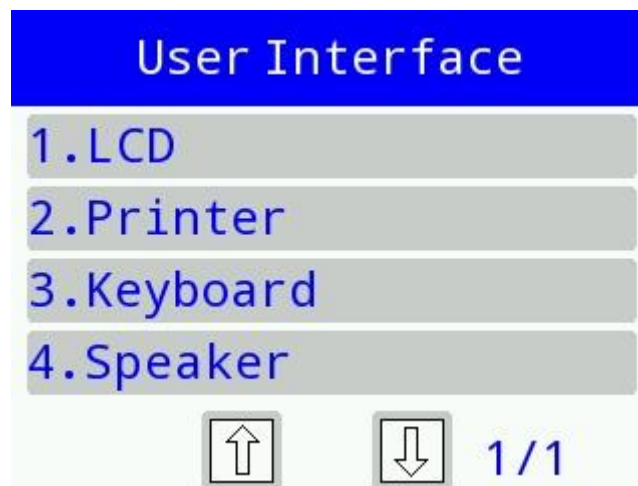 User Interface
1.LCD
2.Printer
3.Keyboard
4.Speaker
1/1